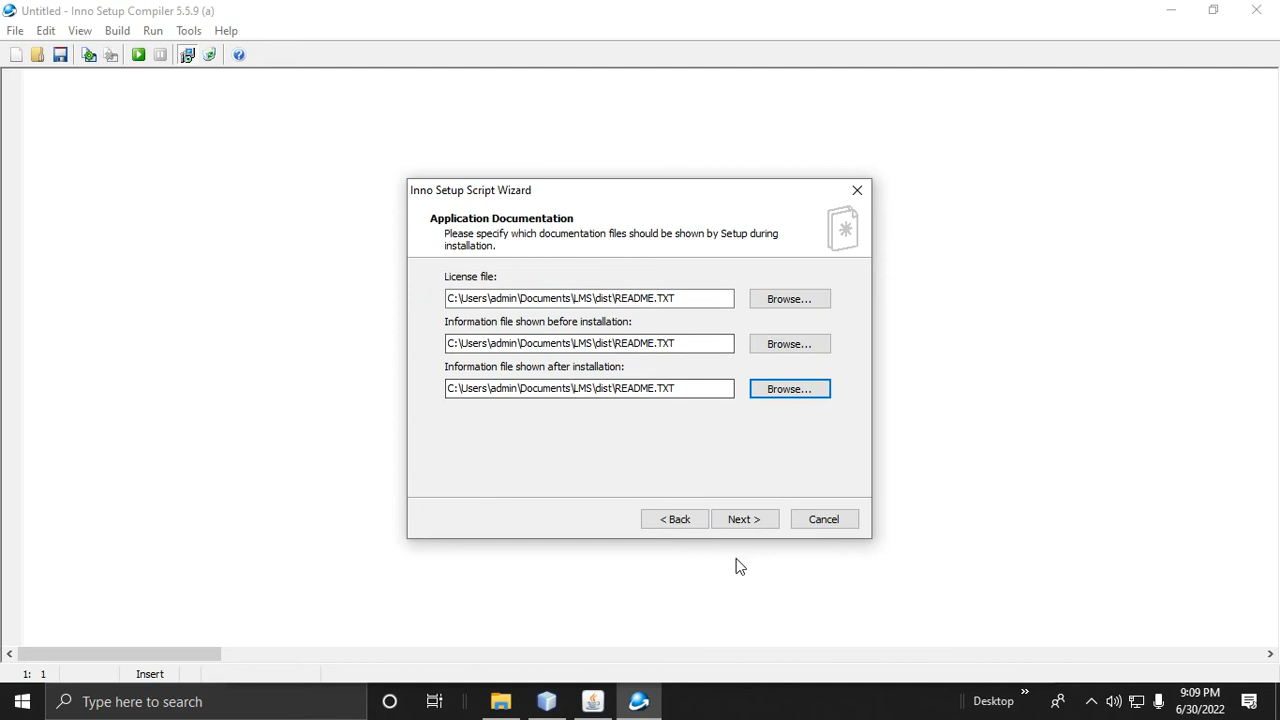 Untitled - Inno Setup Compiler 5.5.9 (a)
File Edit View Build Run Tools Help
Inno Setup Script Wizard
Application Documentation
Please specify which documentation files should be shown by Setup during
installation.
License file:
C:\Users\admin\Documents\LMS\dist\README.TXT Browse...
Information file shown before installation:
C:\Users\admin\Documents\LMS\dist\README.TXT Browse...
Information file shown after installation:
C:\Users\admin\Documents\LMS\dist\README.TXT Browse...
< Back Next > Cancel
1: 1 Insert
Type here to search Desktop 9:09 PM
6/30/2022